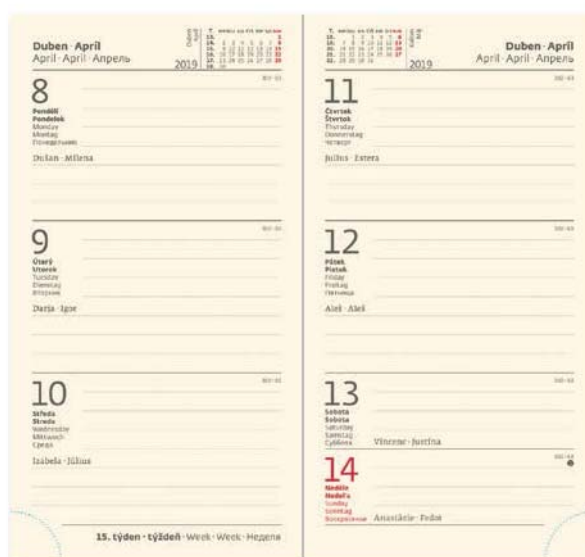 Duben · Apríl
April · April · Апрель
2019
8
Pondělí
Pondelok
Monday
Montag
Понедельник
Dušan · Milena
9
Úterý
Utorok
Tuesday
Dienstag
Вторник
Darja · Igor
10
Středa
Streda
Wednesday
Mittwoch
Среда
Izabela · Július
15. týden · týždeň · Week · Week · Неделя
2019
Duben · Apríl
April · April · Апрель
11
Čtvrtek
Štvrtok
Thursday
Donnerstag
Четверг
Julius · Estera
12
Pátek
Piatok
Friday
Freitag
Пятница
Aleš · Aleš
13
Sobota
Sobota
Saturday
Samstag
Суббота
Vincenc · Justína
14
Neděle
Nedeľa
Sunday
Sonntag
Воскресенье
Anastázie · Fedor